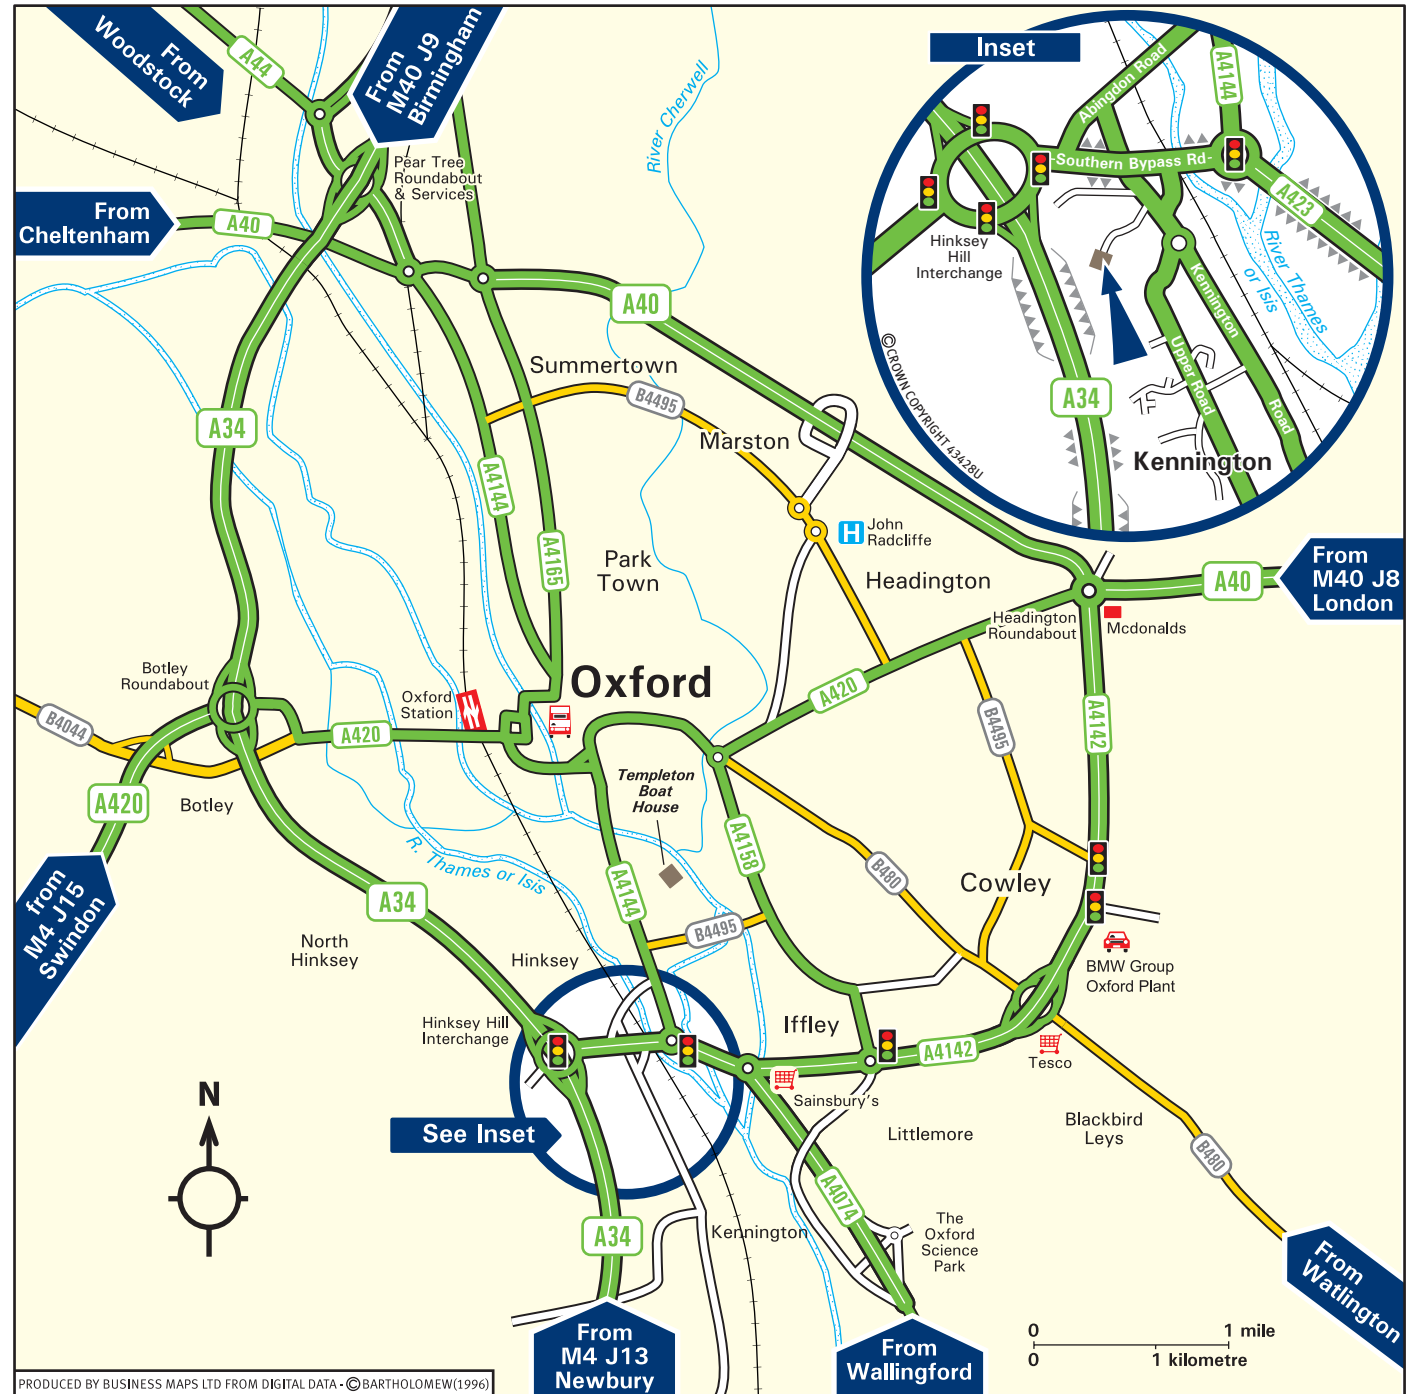 From
Woodstock
A44
From
M40 J9
Birmingham
River Cherwell
Pear Tree
Roundabout
& Services
From
Cheltenham
A40
A40
A34
Summertown
B4495
Marston
A4144
A4165
Park
Town
H
John
Radcliffe
Headington
From
M40 J8
London
A40
Headington
Roundabout
Mcdonalds
Botley
Roundabout
Oxford
Station
Oxford
A420
B4495
A4142
B4044
A420
A420
Botley
Templeton
Boat
House
A4158
B480
Cowley
R. Thames or Isis
A34
A4144
B4495
from
M4 J15
Swindon
North
Hinksey
Hinksey
BMW Group
Oxford Plant
Hinksey Hill
Interchange
Iffley
A4142
Tesco
Sainsbury's
Blackbird
Leys
Littlemore
See Inset
N
B480
A4074
A34
Kennington
The
Oxford
Science
Park
From
Watlington
From
M4 J13
Newbury
From
Wallingford
0 1 mile
0 1 kilometre
PRODUCED BY BUSINESS MAPS LTD FROM DIGITAL DATA - ©BARTHOLOMEW(1996)
Inset
Abingdon Road
A4144
Southern Bypass Rd
A423
Hinksey
Hill
Interchange
River Thames
or Isis
Kennington
Road
Upper Road
A34
Kennington
©CROWN COPYRIGHT 43428U